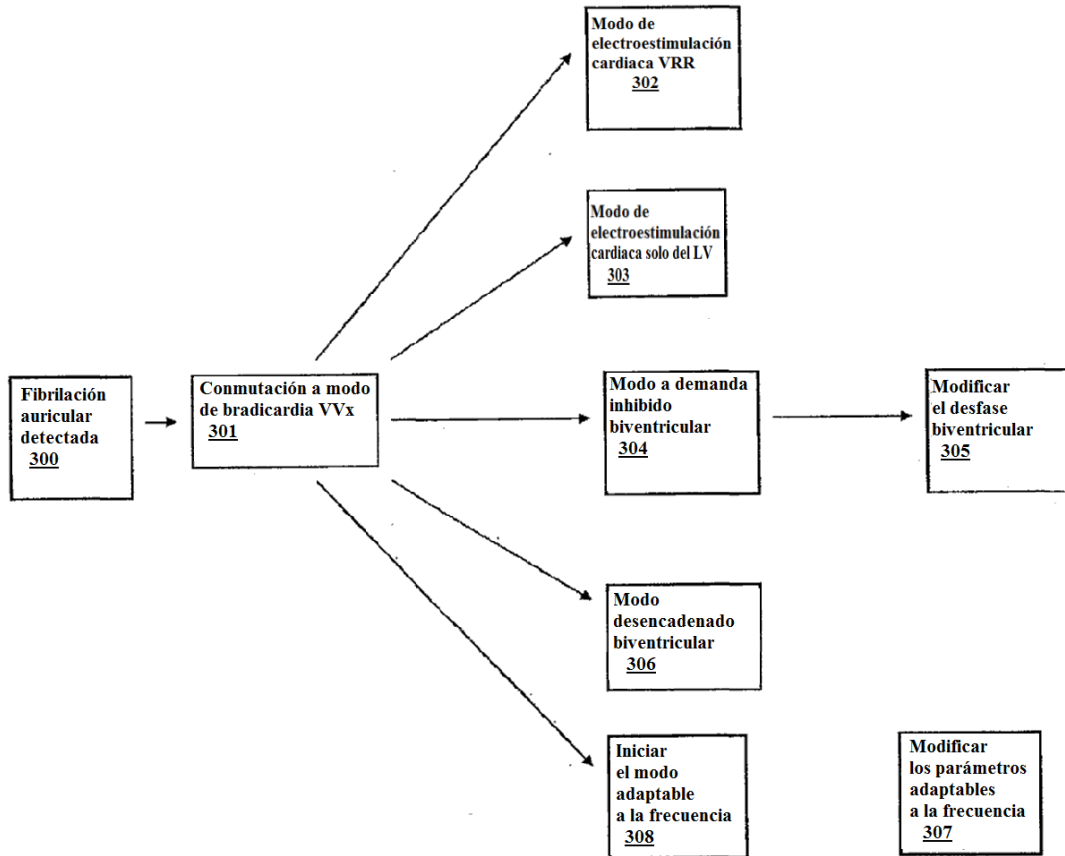 Modo de
electroestimulación
cardiaca VRR
302
Modo de
electroestimulación
cardiaca solo del LV
303
Fibrilación
auricular
detectada
300
Conmutación a modo
de bradicardia VVx
301
Modo a demanda
inhibido
biventricular
304
Modificar
el desfase
biventricular
305
Modo
desencadenado
biventricular
306
Iniciar
el modo
adaptable
a la frecuencia
308
Modificar
los parámetros
adaptables
a la frecuencia
307